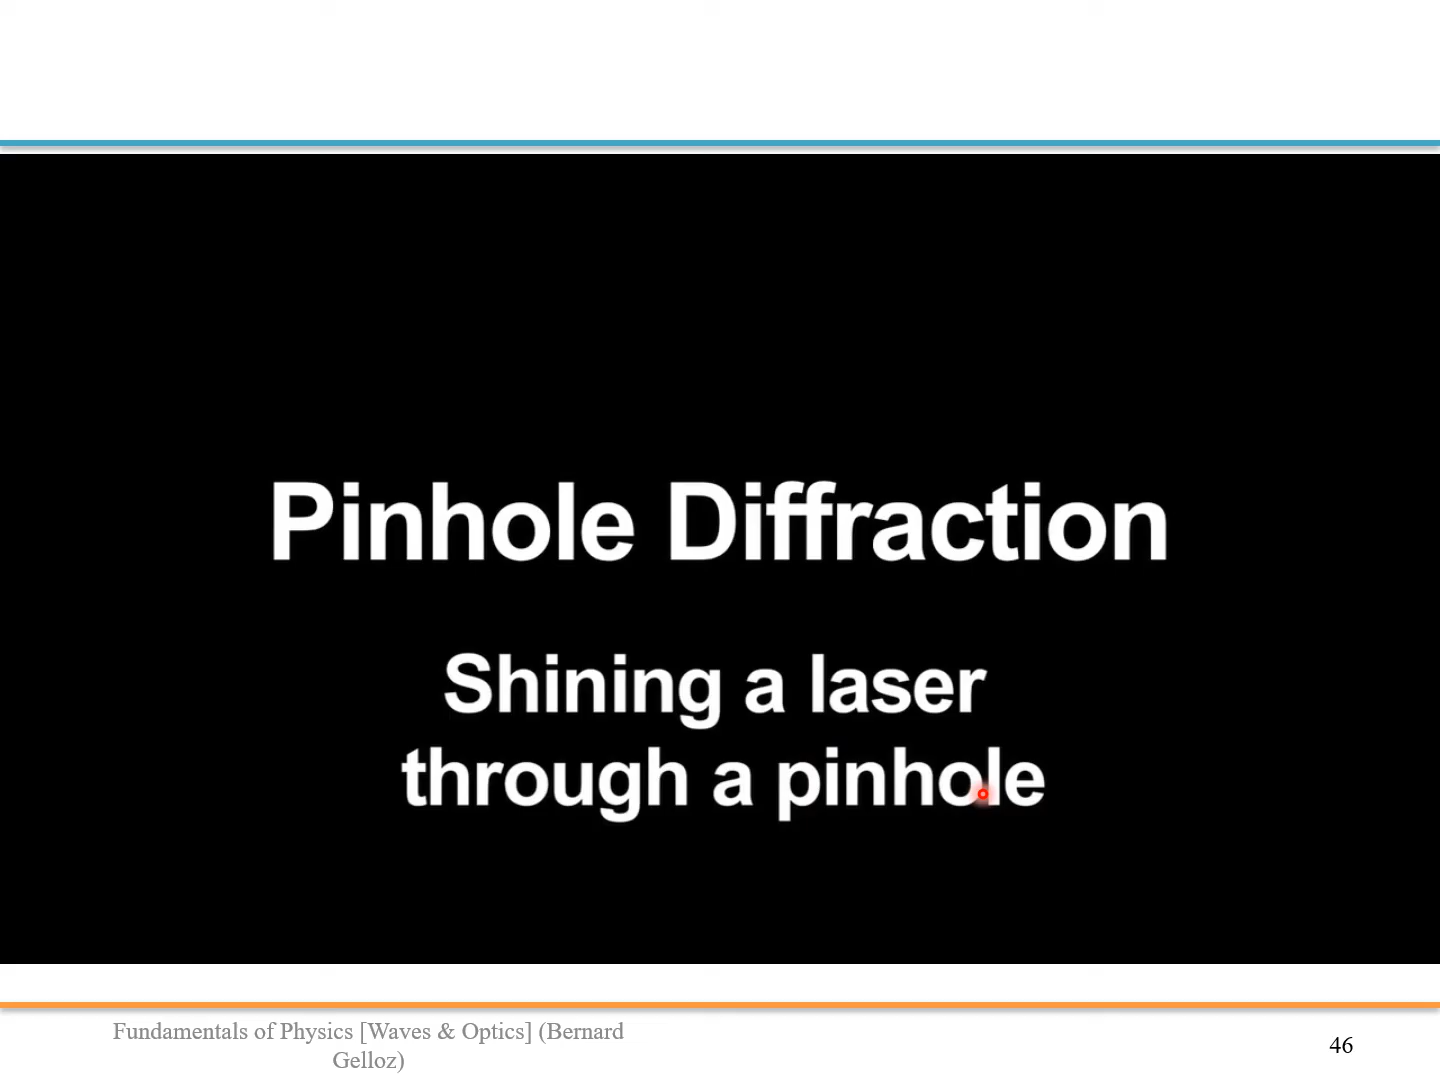 Pinhole Diffraction
Shining a laser
through a pinhole
Fundamentals of Physics [Waves & Optics] (Bernard
Gelloz)
46